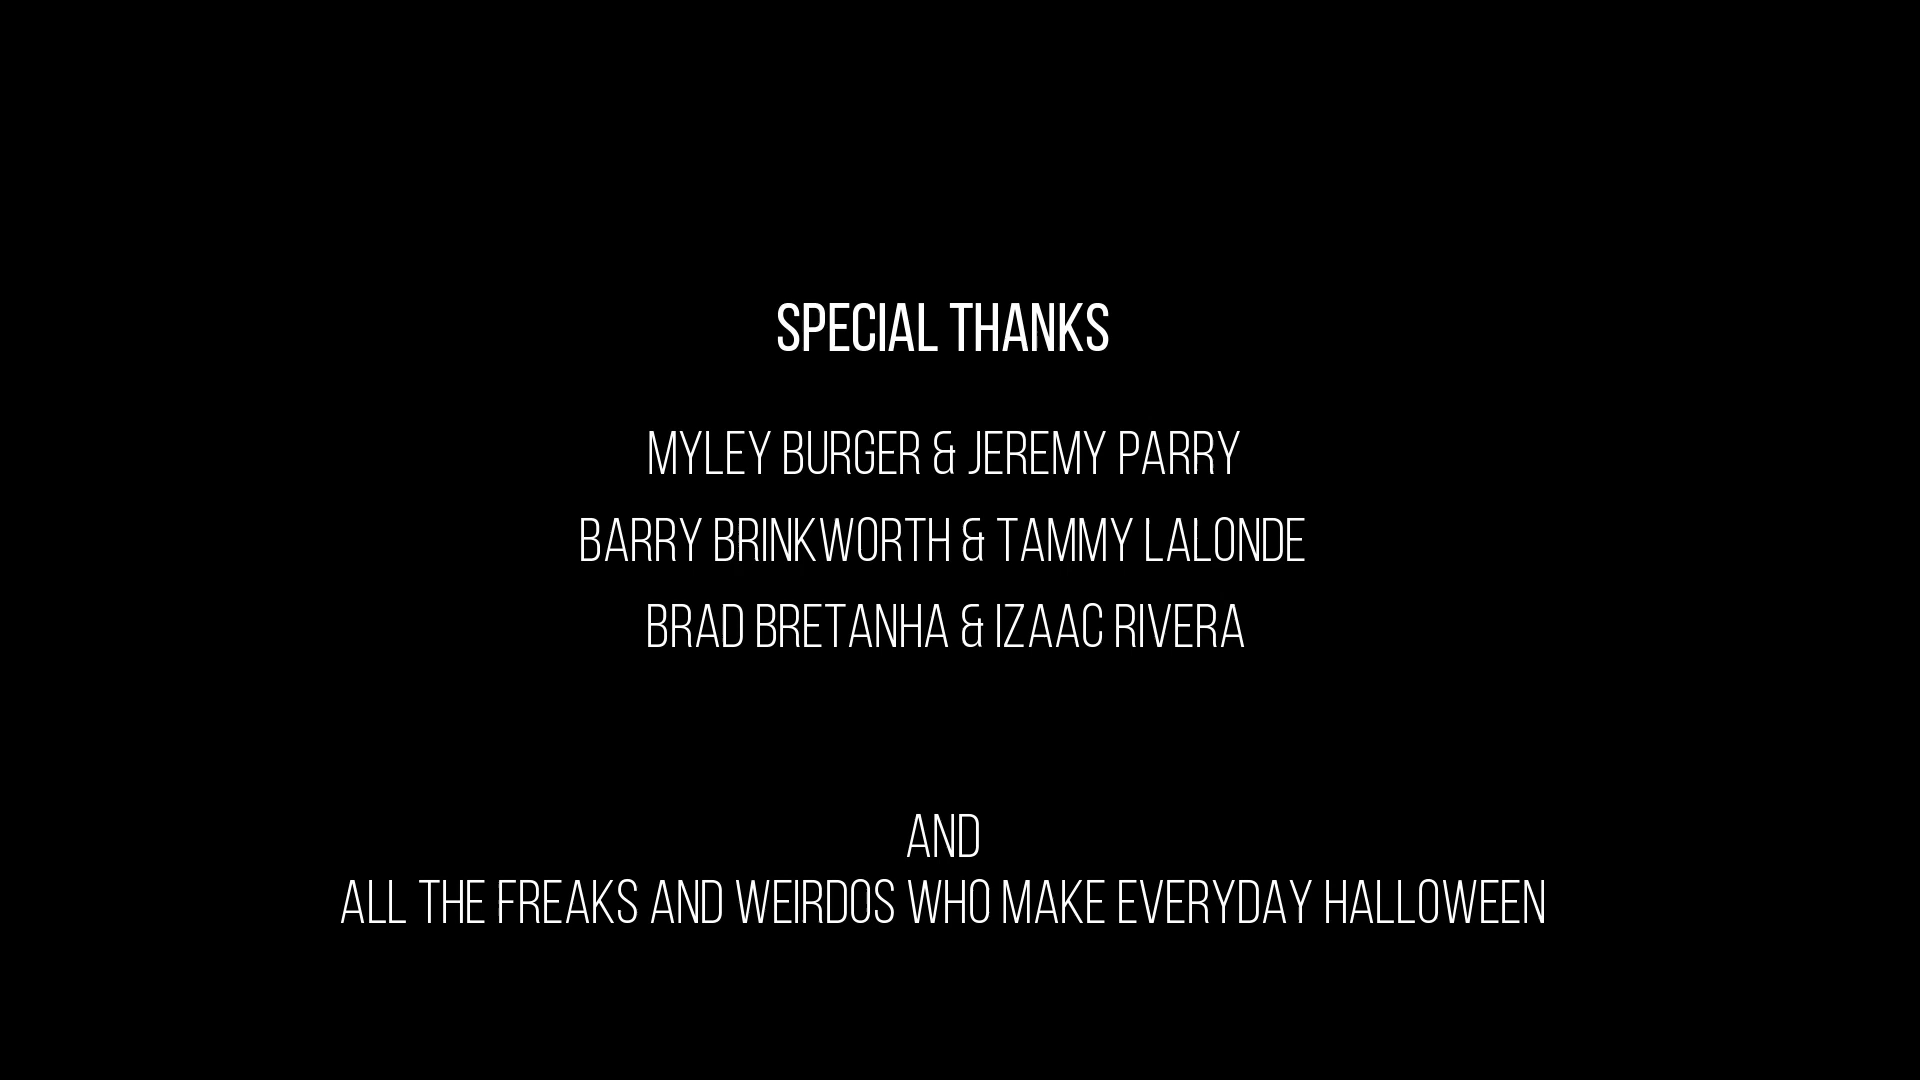 SPECIAL THANKS
MYLEY BURGER & JEREMY PARRY
BARRY BRINKWORTH & TAMMY LALONDE
BRAD BRETANHA & IZAAC RIVERA
AND
ALL THE FREAKS AND WEIRDOS WHO MAKE EVERYDAY HALLOWEEN